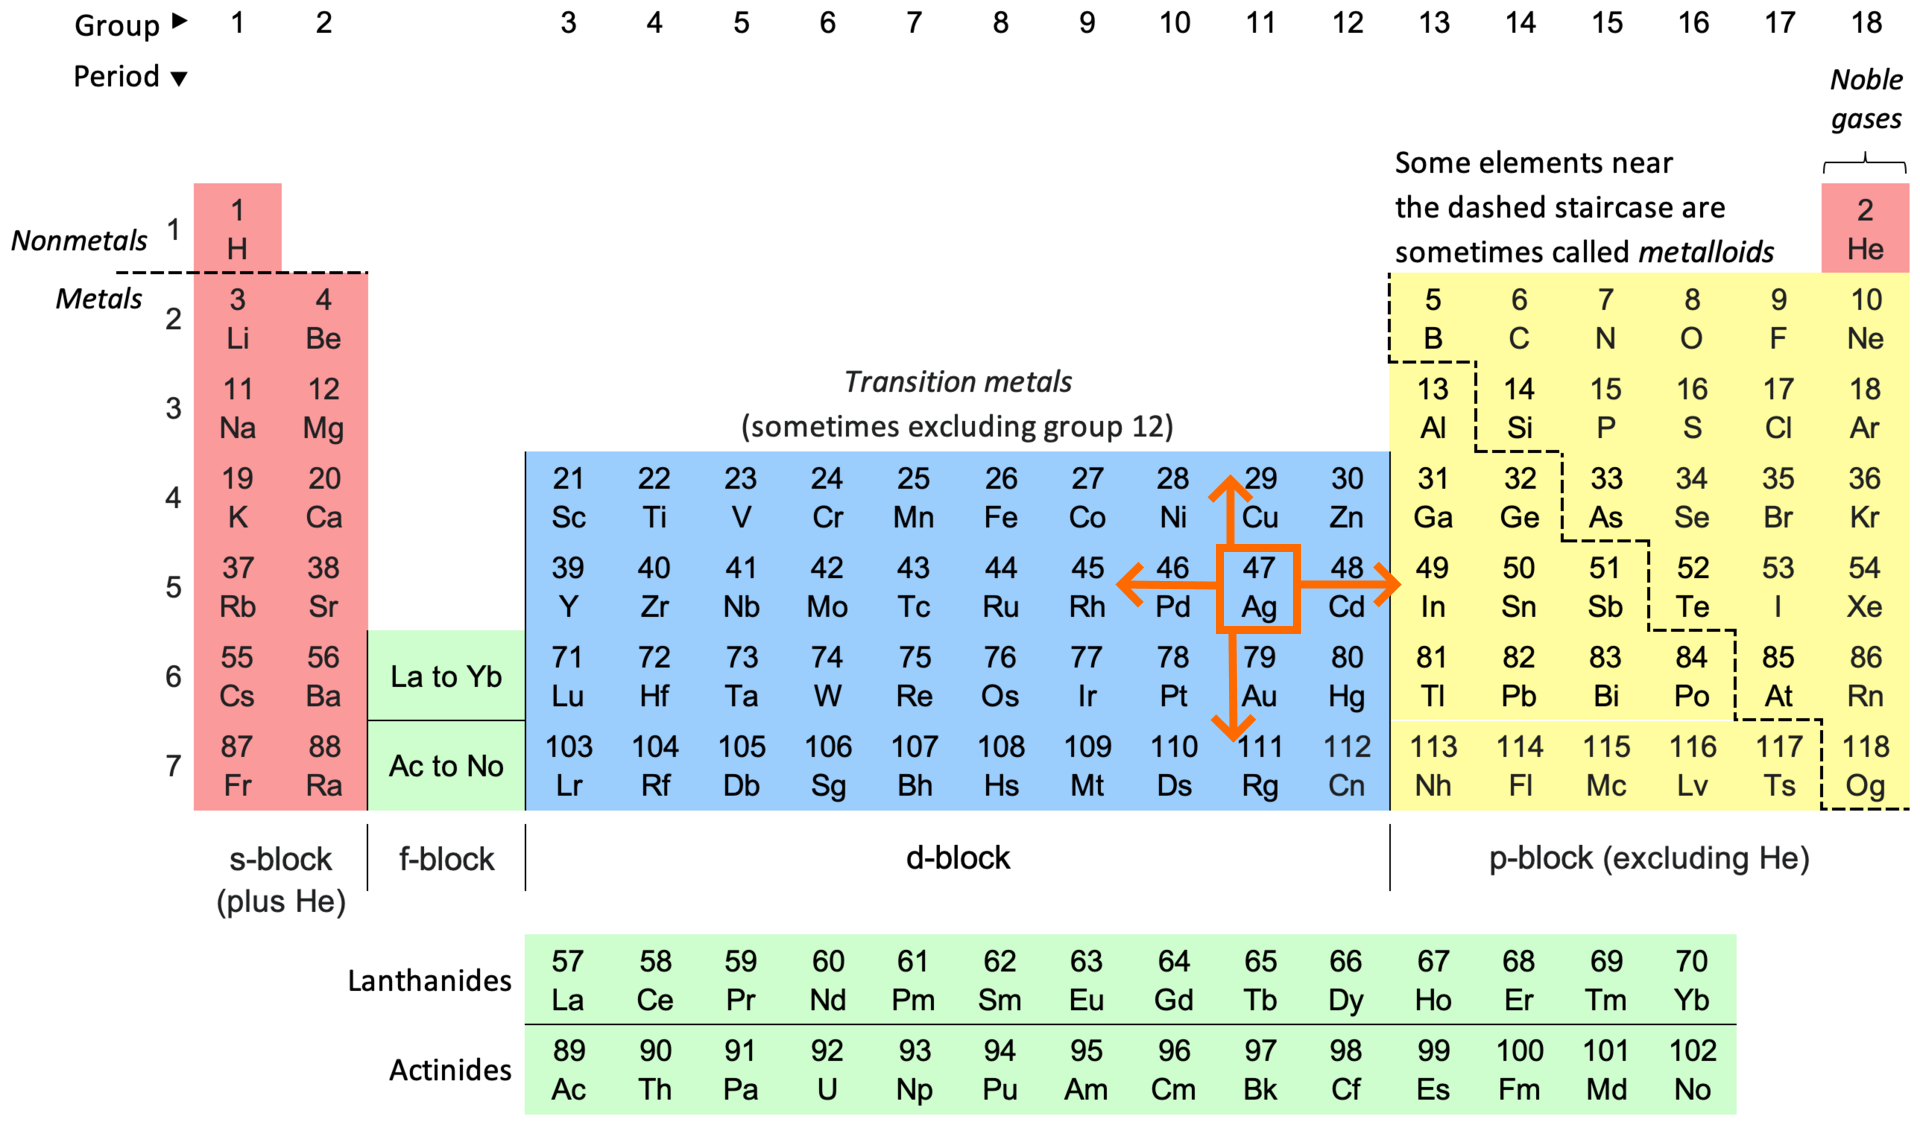 Group ▶ 1 2 3 4 5 6 7 8 9 10 11 12 13 14 15 16 17 18
Period ▼
Noble
gases
Some elements near
the dashed staircase are
sometimes called metalloids
Nonmetals
Metals
1
1 2
H He
2
3 4 5 6 7 8 9 10
Li Be B C N O F Ne
Transition metals
(sometimes excluding group 12)
3
11 12 13 14 15 16 17 18
Na Mg Al Si P S Cl Ar
4
19 20 21 22 23 24 25 26 27 28 29 30 31 32 33 34 35 36
K Ca Sc Ti V Cr Mn Fe Co Ni Cu Zn Ga Ge As Se Br Kr
5
37 38 39 40 41 42 43 44 45 46 47 48 49 50 51 52 53 54
Rb Sr Y Zr Nb Mo Tc Ru Rh Pd Ag Cd In Sn Sb Te I Xe
6
55 56 La to Yb 71 72 73 74 75 76 77 78 79 80 81 82 83 84 85 86
Cs Ba Lu Hf Ta W Re Os Ir Pt Au Hg Tl Pb Bi Po At Rn
7
87 88 Ac to No 103 104 105 106 107 108 109 110 111 112 113 114 115 116 117 118
Fr Ra Lr Rf Db Sg Bh Hs Mt Ds Rg Cn Nh Fl Mc Lv Ts Og
s-block f-block d-block p-block (excluding He)
(plus He)
Lanthanides
57 58 59 60 61 62 63 64 65 66 67 68 69 70
La Ce Pr Nd Pm Sm Eu Gd Tb Dy Ho Er Tm Yb
Actinides
89 90 91 92 93 94 95 96 97 98 99 100 101 102
Ac Th Pa U Np Pu Am Cm Bk Cf Es Fm Md No